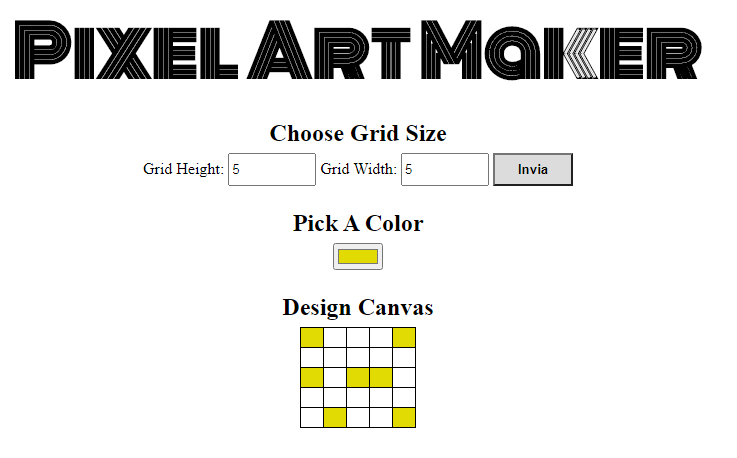 Pixel Art Maker
Choose Grid Size
Grid Height: 5 Grid Width: 5 Invia
Pick A Color
Design Canvas